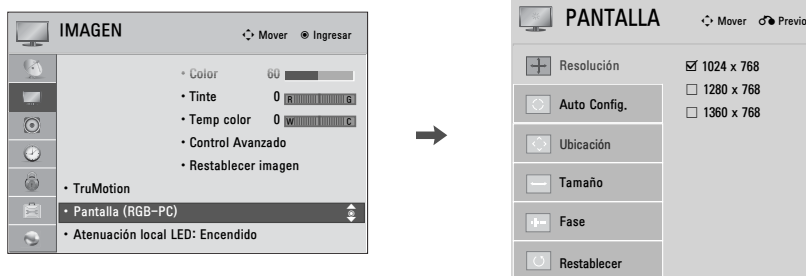 IMAGEN
Mover Ingresar
• Color 60
• Tinte 0 R G
• Temp color 0 W C
• Control Avanzado
• Restablecer imagen
• TruMotion
• Pantalla (RGB-PC)
• Atenuación local LED: Encendido
PANTALLA
Mover Previo
Resolución
Auto Config.
Ubicación
Tamaño
Fase
Restablecer
1024 x 768
1280 x 768
1360 x 768